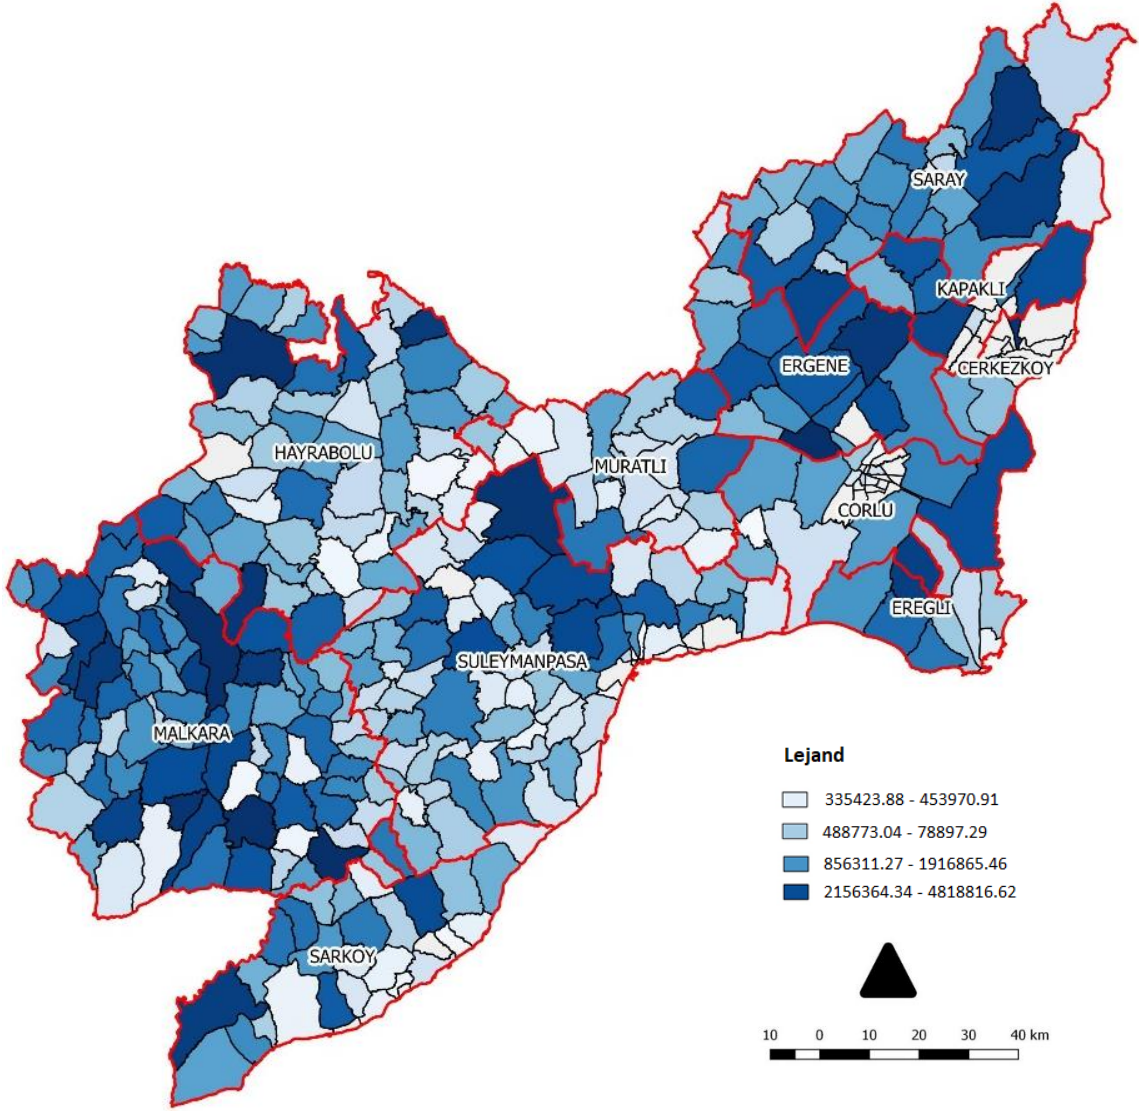 SARAY
KAPAKLI
ERGENE
CERKEZKOY
HAYRABOLU
MURATLI
CORLU
EREGLI
SULEYMANPASA
MALKARA
SARKOY
Lejand
335423.88 - 453970.91
488773.04 - 78897.29
856311.27 - 1916865.46
2156364.34 - 4818816.62
10 0 10 20 30 40 km